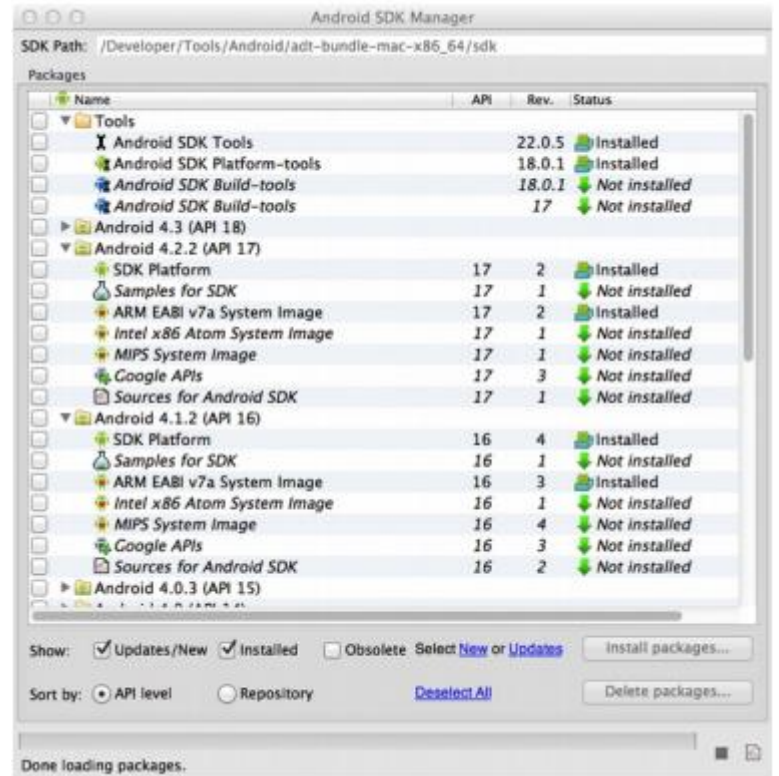 Android SDK Manager
SDK Path: /Developer/Tools/Android/adt-bundle-mac-x86_64/sdk
Packages
Name API Rev. Status
Tools
Android SDK Tools 22.0.5 Installed
Android SDK Platform-tools 18.0.1 Installed
Android SDK Build-tools 18.0.1 Not installed
Android SDK Build-tools 17 Not installed
Android 4.3 (API 18)
Android 4.2.2 (API 17)
SDK Platform 17 2 Installed
Samples for SDK 17 1 Not installed
ARM EABI v7a System Image 17 2 Installed
Intel x86 Atom System Image 17 1 Not installed
MIPS System Image 17 1 Not installed
Google APIs 17 3 Not installed
Sources for Android SDK 17 1 Not installed
Android 4.1.2 (API 16)
SDK Platform 16 4 Installed
Samples for SDK 16 1 Not installed
ARM EABI v7a System Image 16 3 Installed
Intel x86 Atom System Image 16 1 Not installed
MIPS System Image 16 4 Not installed
Google APIs 16 3 Not installed
Sources for Android SDK 16 2 Not installed
Android 4.0.3 (API 15)
Show: Updates/New Installed Obsolete Select New or Updates Install packages...
Sort by: API level Repository Deselect All Delete packages...
Done loading packages.